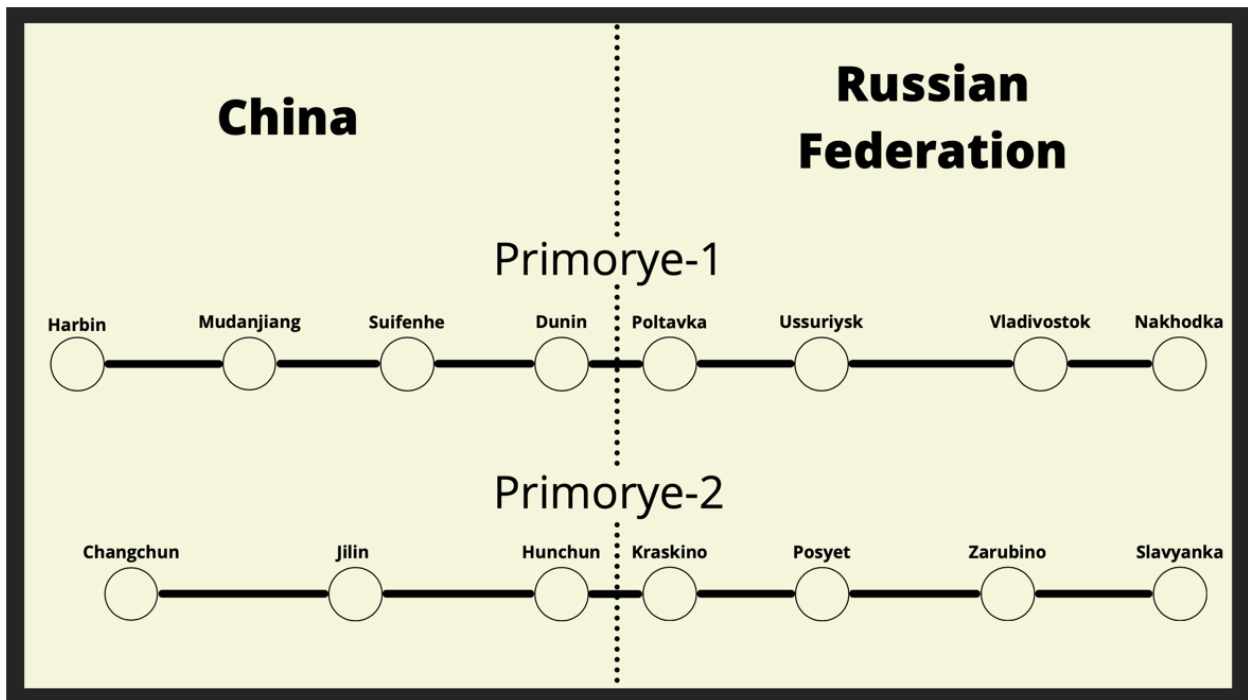 China
Russian
Federation
Primorye-1
Harbin
Mudanjiang
Suifenhe
Dunin
Poltavka
Ussuriysk
Vladivostok
Nakhodka
Primorye-2
Changchun
Jilin
Hunchun
Kraskino
Posyet
Zarubino
Slavyanka